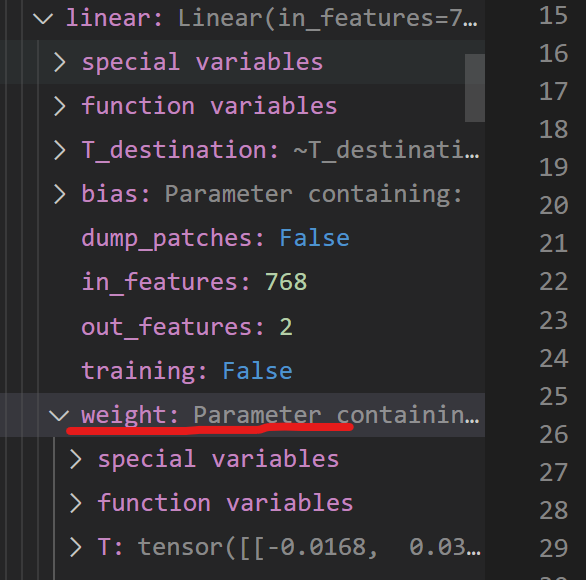 linear: Linear(in_features=7… 15
special variables 16
function variables 17
T_destination: ~T_destinati… 18
19
bias: Parameter containing: 20
dump_patches: False 21
in_features: 768 22
out_features: 2 23
training: False 24
25
weight: Parameter containin… 26
special variables 27
function variables 28
T: tensor([[-0.0168, 0.03… 29